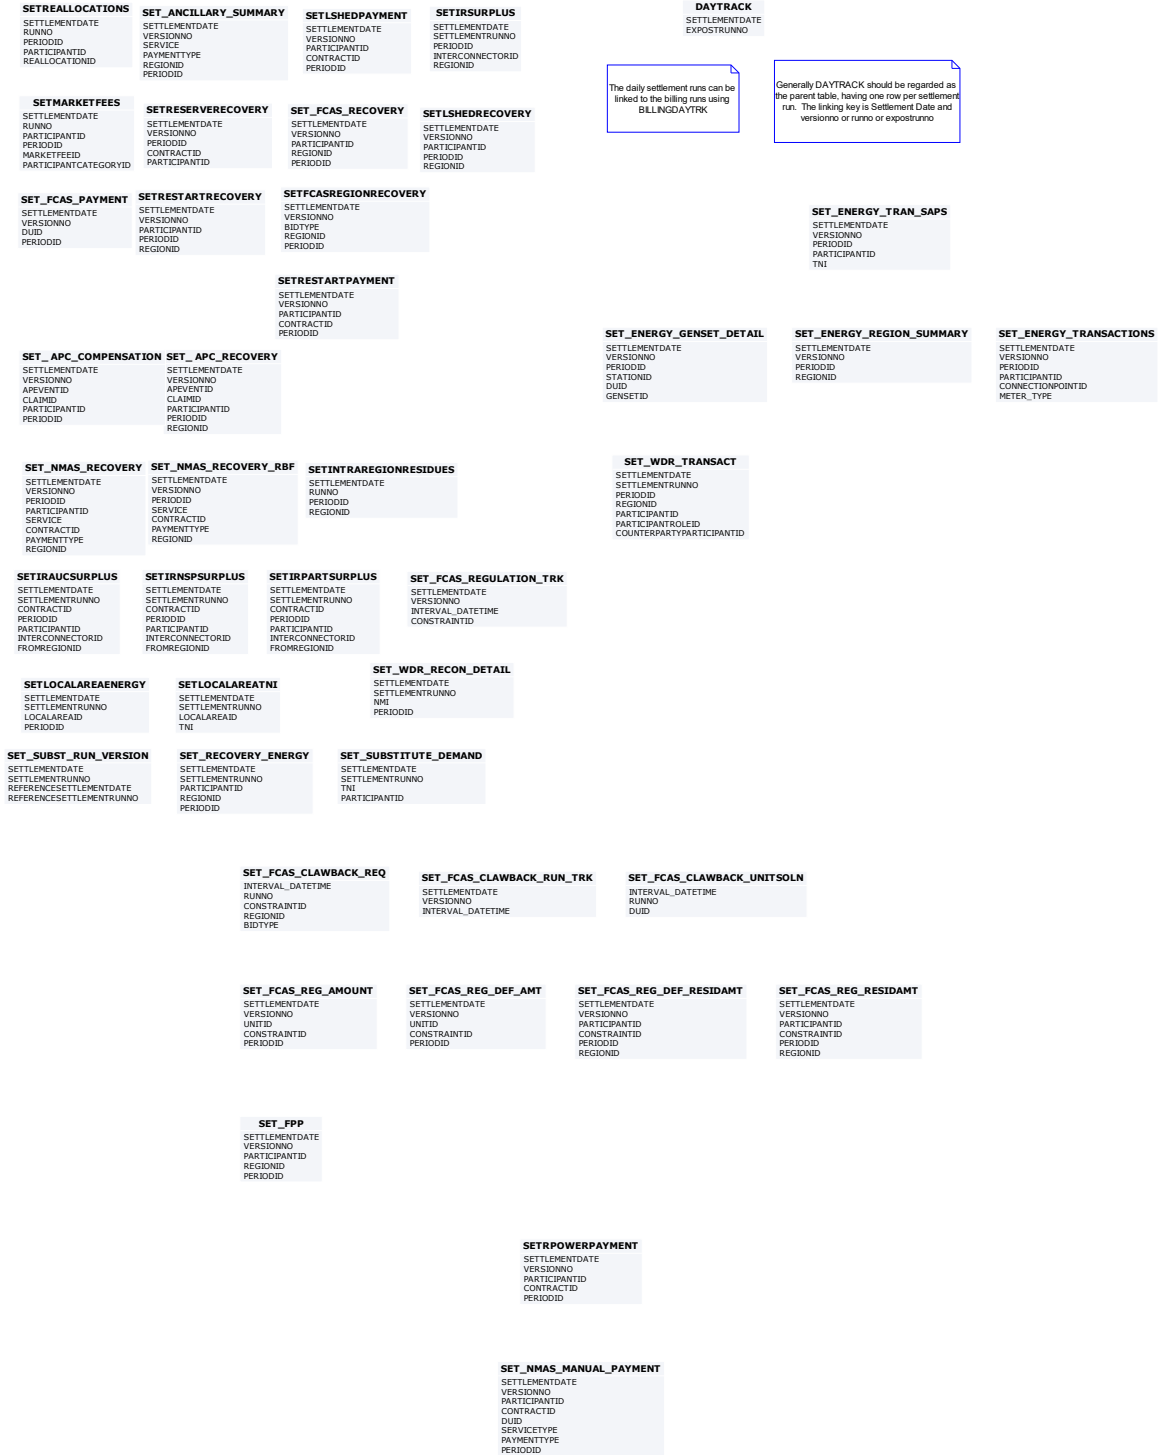 SETREALLOCATIONS
SETTLEMENTDATE
RUNNO
PERIODID
PARTICIPANTID
REALLOCATIONID
SET_ANCILLARY_SUMMARY
SETTLEMENTDATE
VERSIONNO
SERVICE
PAYMENTTYPE
REGIONID
PERIODID
SETLSHEDPAYMENT
SETTLEMENTDATE
VERSIONNO
PARTICIPANTID
CONTRACTID
PERIODID
SETIRSURPLUS
SETTLEMENTDATE
SETTLEMENTRUNNO
PERIODID
INTERCONNECTORID
REGIONID
DAYTRACK
SETTLEMENTDATE
EXPOSTRUNNO
The daily settlement runs can be
linked to the billing runs using
BILLINGDAYTRK
Generally DAYTRACK should be regarded as
the parent table, having one row per settlement
run.  The linking key is Settlement Date and
versionno or runno or expostrunno
SETMARKETFEES
SETTLEMENTDATE
RUNNO
PARTICIPANTID
PERIODID
MARKETFEEID
PARTICIPANTCATEGORYID
SETRESERVERECOVERY
SETTLEMENTDATE
VERSIONNO
PERIODID
CONTRACTID
PARTICIPANTID
SET_FCAS_RECOVERY
SETTLEMENTDATE
VERSIONNO
PARTICIPANTID
REGIONID
PERIODID
SETLSHEDRECOVERY
SETTLEMENTDATE
VERSIONNO
PARTICIPANTID
PERIODID
REGIONID
SET_FCAS_PAYMENT
SETTLEMENTDATE
VERSIONNO
DUID
PERIODID
SETRESTARTRECOVERY
SETTLEMENTDATE
VERSIONNO
PARTICIPANTID
PERIODID
REGIONID
SETFCASREGIONRECOVERY
SETTLEMENTDATE
VERSIONNO
BIDTYPE
REGIONID
PERIODID
SET_ENERGY_TRAN_SAPS
SETTLEMENTDATE
VERSIONNO
PERIODID
PARTICIPANTID
TNI
SETRESTARTPAYMENT
SETTLEMENTDATE
VERSIONNO
PARTICIPANTID
CONTRACTID
PERIODID
SET_ENERGY_GENSET_DETAIL
SETTLEMENTDATE
VERSIONNO
PERIODID
STATIONID
DUID
GENSETID
SET_ENERGY_REGION_SUMMARY
SETTLEMENTDATE
VERSIONNO
PERIODID
REGIONID
SET_ENERGY_TRANSACTIONS
SETTLEMENTDATE
VERSIONNO
PERIODID
PARTICIPANTID
CONNECTIONPOINTID
METER_TYPE
SET_ APC_COMPENSATION
SETTLEMENTDATE
VERSIONNO
APEVENTID
CLAIMID
PARTICIPANTID
PERIODID
SET_ APC_RECOVERY
SETTLEMENTDATE
VERSIONNO
APEVENTID
CLAIMID
PARTICIPANTID
PERIODID
REGIONID
SET_NMAS_RECOVERY
SETTLEMENTDATE
VERSIONNO
PERIODID
PARTICIPANTID
SERVICE
CONTRACTID
PAYMENTTYPE
REGIONID
SET_NMAS_RECOVERY_RBF
SETTLEMENTDATE
VERSIONNO
PERIODID
SERVICE
CONTRACTID
PAYMENTTYPE
REGIONID
SETINTRAREGIONRESIDUES
SETTLEMENTDATE
RUNNO
PERIODID
REGIONID
SET_WDR_TRANSACT
SETTLEMENTDATE
SETTLEMENTRUNNO
PERIODID
REGIONID
PARTICIPANTID
PARTICIPANTROLEID
COUNTERPARTYPARTICIPANTID
SETIRAUCSURPLUS
SETTLEMENTDATE
SETTLEMENTRUNNO
CONTRACTID
PERIODID
PARTICIPANTID
INTERCONNECTORID
FROMREGIONID
SETIRNSPSURPLUS
SETTLEMENTDATE
SETTLEMENTRUNNO
CONTRACTID
PERIODID
PARTICIPANTID
INTERCONNECTORID
FROMREGIONID
SETIRPARTSURPLUS
SETTLEMENTDATE
SETTLEMENTRUNNO
CONTRACTID
PERIODID
PARTICIPANTID
INTERCONNECTORID
FROMREGIONID
SET_FCAS_REGULATION_TRK
SETTLEMENTDATE
VERSIONNO
INTERVAL_DATETIME
CONSTRAINTID
SETLOCALAREAENERGY
SETTLEMENTDATE
SETTLEMENTRUNNO
LOCALAREAID
PERIODID
SETLOCALAREATNI
SETTLEMENTDATE
SETTLEMENTRUNNO
LOCALAREAID
TNI
SET_WDR_RECON_DETAIL
SETTLEMENTDATE
SETTLEMENTRUNNO
NMI
PERIODID
SET_SUBST_RUN_VERSION
SETTLEMENTDATE
SETTLEMENTRUNNO
REFERENCESETTLEMENTDATE
REFERENCESETTLEMENTRUNNO
SET_RECOVERY_ENERGY
SETTLEMENTDATE
SETTLEMENTRUNNO
PARTICIPANTID
REGIONID
PERIODID
SET_SUBSTITUTE_DEMAND
SETTLEMENTDATE
SETTLEMENTRUNNO
TNI
PARTICIPANTID
SET_FCAS_CLAWBACK_REQ
INTERVAL_DATETIME
RUNNO
CONSTRAINTID
REGIONID
BIDTYPE
SET_FCAS_CLAWBACK_RUN_TRK
SETTLEMENTDATE
VERSIONNO
INTERVAL_DATETIME
SET_FCAS_CLAWBACK_UNITSOLN
INTERVAL_DATETIME
RUNNO
DUID
SET_FCAS_REG_AMOUNT
SETTLEMENTDATE
VERSIONNO
UNITID
CONSTRAINTID
PERIODID
SET_FCAS_REG_DEF_AMT
SETTLEMENTDATE
VERSIONNO
UNITID
CONSTRAINTID
PERIODID
SET_FCAS_REG_DEF_RESIDAMT
SETTLEMENTDATE
VERSIONNO
PARTICIPANTID
CONSTRAINTID
PERIODID
REGIONID
SET_FCAS_REG_RESIDAMT
SETTLEMENTDATE
VERSIONNO
PARTICIPANTID
CONSTRAINTID
PERIODID
REGIONID
SET_FPP
SETTLEMENTDATE
VERSIONNO
PARTICIPANTID
REGIONID
PERIODID
SETRPOWERPAYMENT
SETTLEMENTDATE
VERSIONNO
PARTICIPANTID
CONTRACTID
PERIODID
SET_NMAS_MANUAL_PAYMENT
SETTLEMENTDATE
VERSIONNO
PARTICIPANTID
CONTRACTID
DUID
SERVICETYPE
PAYMENTTYPE
PERIODID